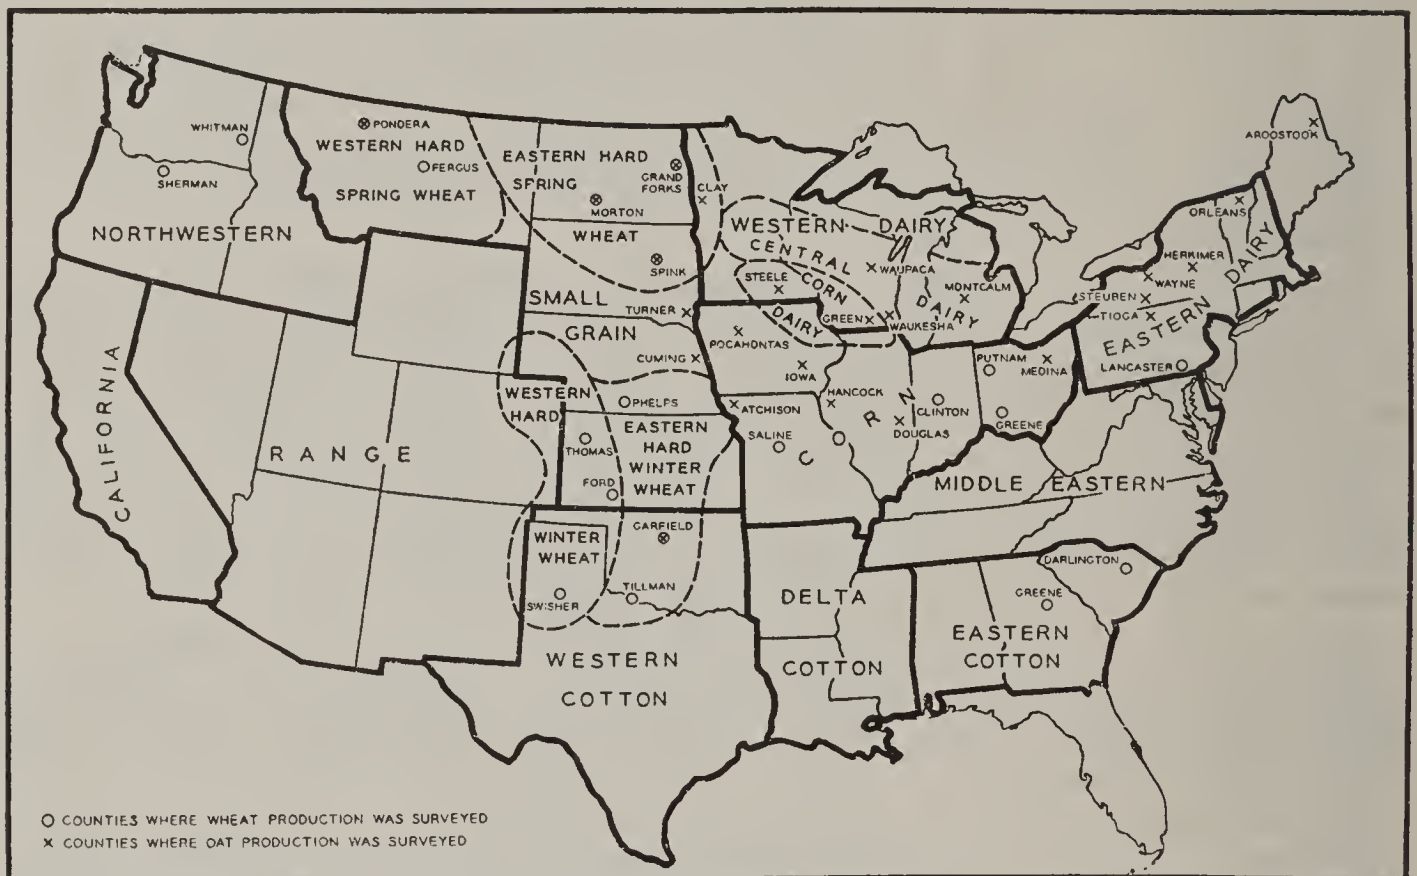 WHITMAN
SHERMAN
NORTHWESTERN
PONDERA
WESTERN HARD
FERGUS
SPRING WHEAT
EASTERN HARD
SPRING
GRAND
FORKS
MORTON
WHEAT
SPINK
CLAY
WESTERN DAIRY
CENTRAL
WAUPACA
STEELE
CORN
DAIRY
GREEN
WAUKESHA
MONTCALM
DAIRY
AROOSTOOK
ORLEANS
HERKIMER
WAYNE
STEUBEN
TIOGA
EASTERN DAIRY
LANCASTER
SMALL
TURNER
GRAIN
CUMING
POCAHONTAS
IOWA
PUTNAM
MEDINA
CALIFORNIA
RANGE
WESTERN
HARD
PHELPS
THOMAS
FORD
EASTERN
HARD
WINTER
WHEAT
ATCHISON
HANCOCK
SALINE
DOUGLAS
CLINTON
GREENE
CORN
MIDDLE EASTERN
WINTER
WHEAT
SWISHER
GARFIELD
TILLMAN
DELTA
COTTON
DARLINGTON
GREENE
EASTERN
COTTON
WESTERN
COTTON
O COUNTIES WHERE WHEAT PRODUCTION WAS SURVEYED
X COUNTIES WHERE OAT PRODUCTION WAS SURVEYED